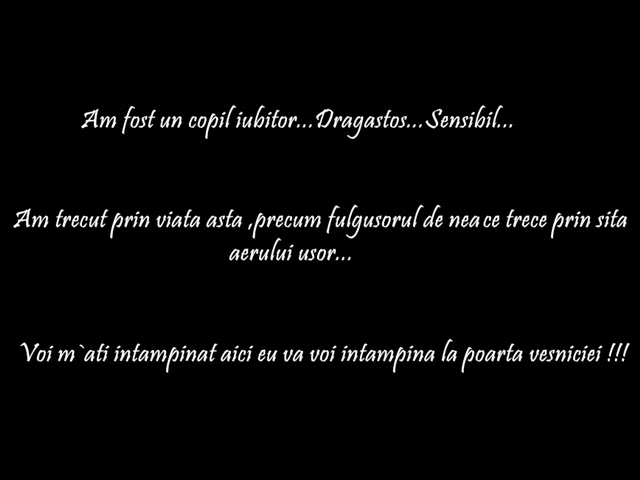 Am fost un copil iubitor...Dragastos...Sensibil...
Am trecut prin viata asta ,precum fulgusorul de nea ce trece prin sita
aerului usor...
Voi m`ati intampinat aici eu va voi intampina la poarta vesniciei !!!